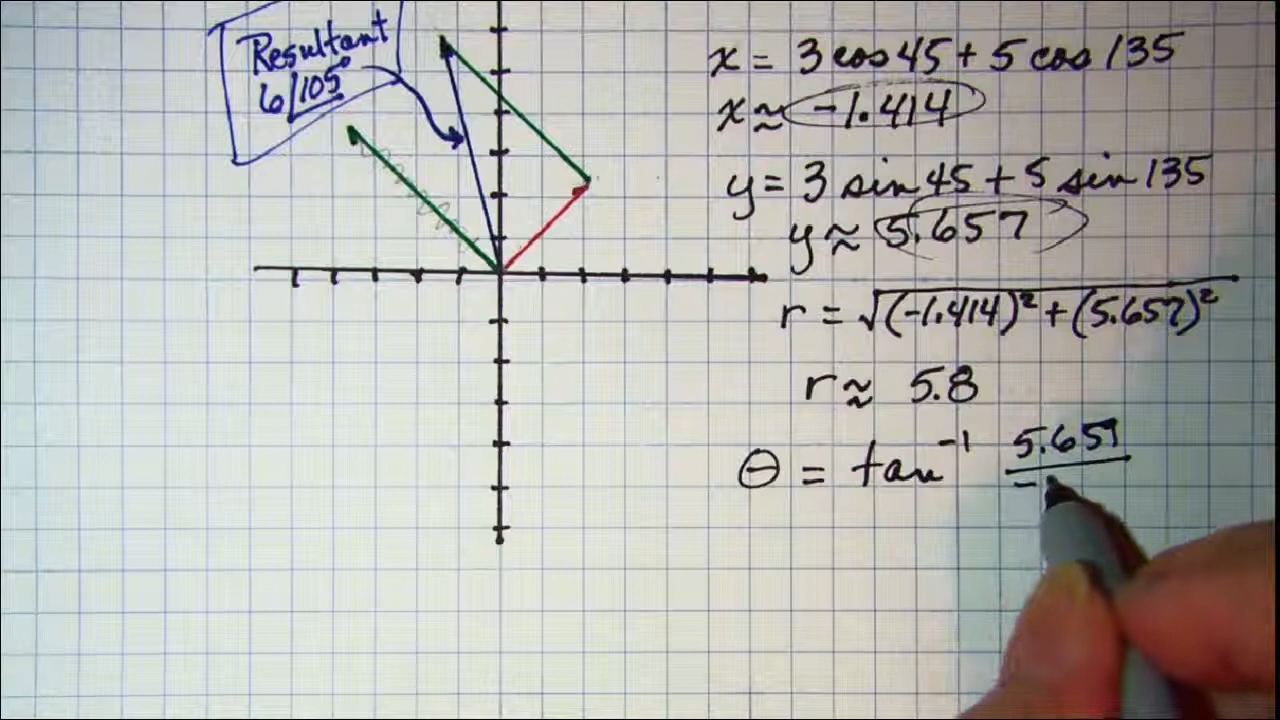 Resultant
6/105°
x = 3 cos 45 + 5 cos 135
x ≈ -1.414
y = 3 sin 45 + 5 sin 135
y ≈ 5.657
r = √(-1.414)² + (5.657)²
r ≈ 5.8
θ = tan⁻¹ 5.657
-